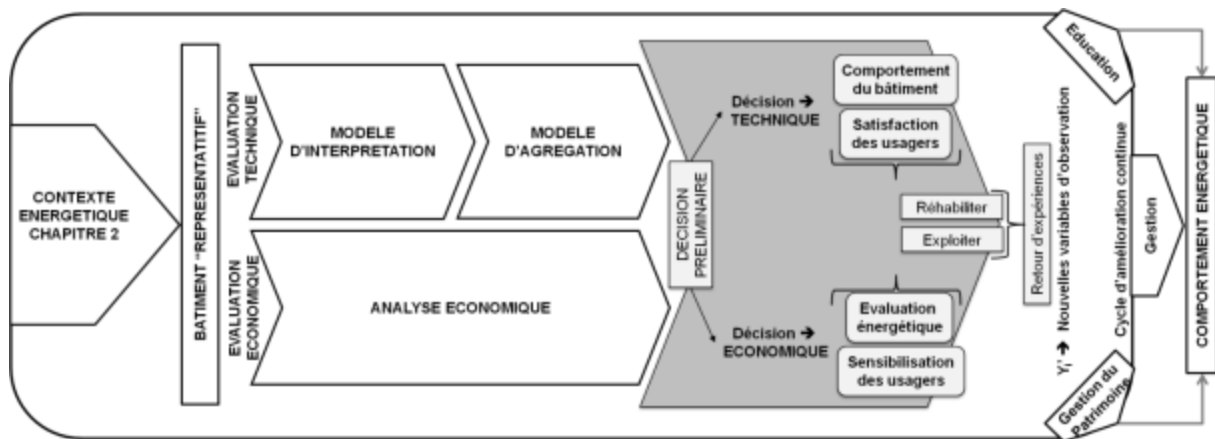 CONTEXTE
ENERGETIQUE
CHAPITRE 2
BATIMENT "REPRESENTATITIF"
EVALUATION
TECHNIQUE
EVALUATION
ECONOMIQUE
MODELE
D'INTERPRETATION
MODELE
D'AGREGATION
ANALYSE ECONOMIQUE
DECISION
PRELIMINAIRE
Décision ➔
TECHNIQUE
Décision ➔
ECONOMIQUE
Comportement
du bâtiment
Satisfaction
des usagers
Réhabiliter
Exploiter
Evaluation
énergétique
Sensibilisation
des usagers
Retour d'expériences
Yi' ➔ Nouvelles variables d'observation
Cycle d'amélioration continue
Education
Gestion
Gestion du
Patrimoine
COMPORTEMENT ENERGETIQUE